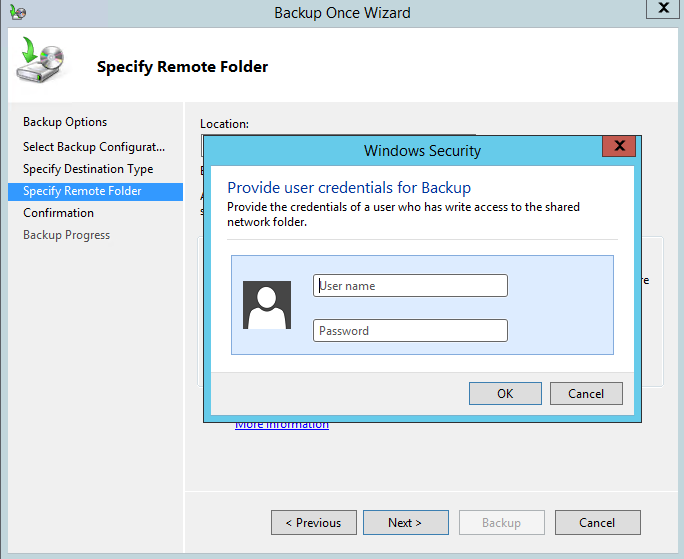 Backup Once Wizard
Specify Remote Folder
Backup Options
Select Backup Configurat...
Specify Destination Type
Specify Remote Folder
Confirmation
Backup Progress
Location:
Windows Security
Provide user credentials for Backup
Provide the credentials of a user who has write access to the shared
network folder.
User name
Password
OK
Cancel
More Information
< Previous
Next >
Backup
Cancel